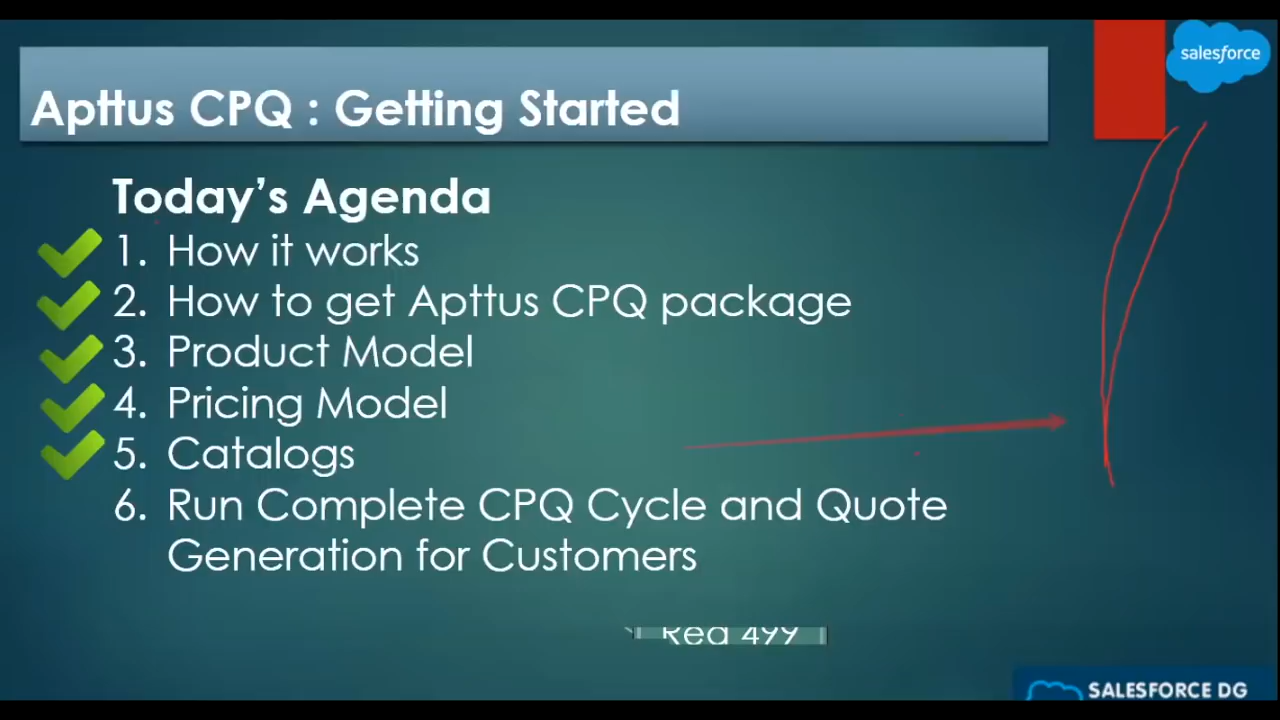 salesforce
Apttus CPQ : Getting Started
Today's Agenda
1. How it works
2. How to get Apttus CPQ package
3. Product Model
4. Pricing Model
5. Catalogs
6. Run Complete CPQ Cycle and Quote
Generation for Customers
Red 499
SALESFORCE DG